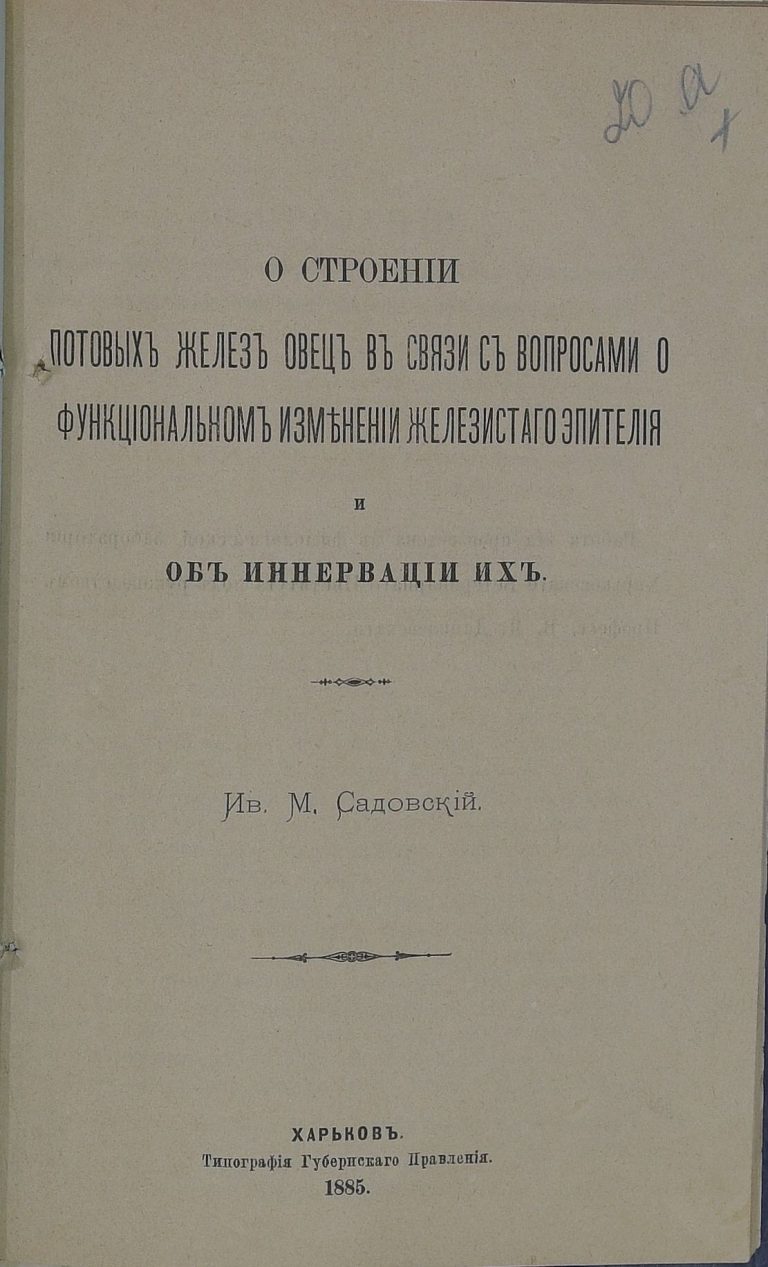 О СТРОЕНІИ
ПОТОВЫХЪ ЖЕЛЕЗЪ ОВЕЦЪ ВЪ СВЯЗИ СЪ ВОПРОСАМИ О
ФУНКЦІОНАЛЬНОМЪ ИЗМѢНЕНІИ ЖЕЛЕЗИСТАГО ЭПИТЕЛІЯ
И
ОБЪ ИННЕРВАЦІИ ИХЪ.
Ив. М. Садовскій.
ХАРЬКОВЪ.
Типографія Губернскаго Правленія.
1885.